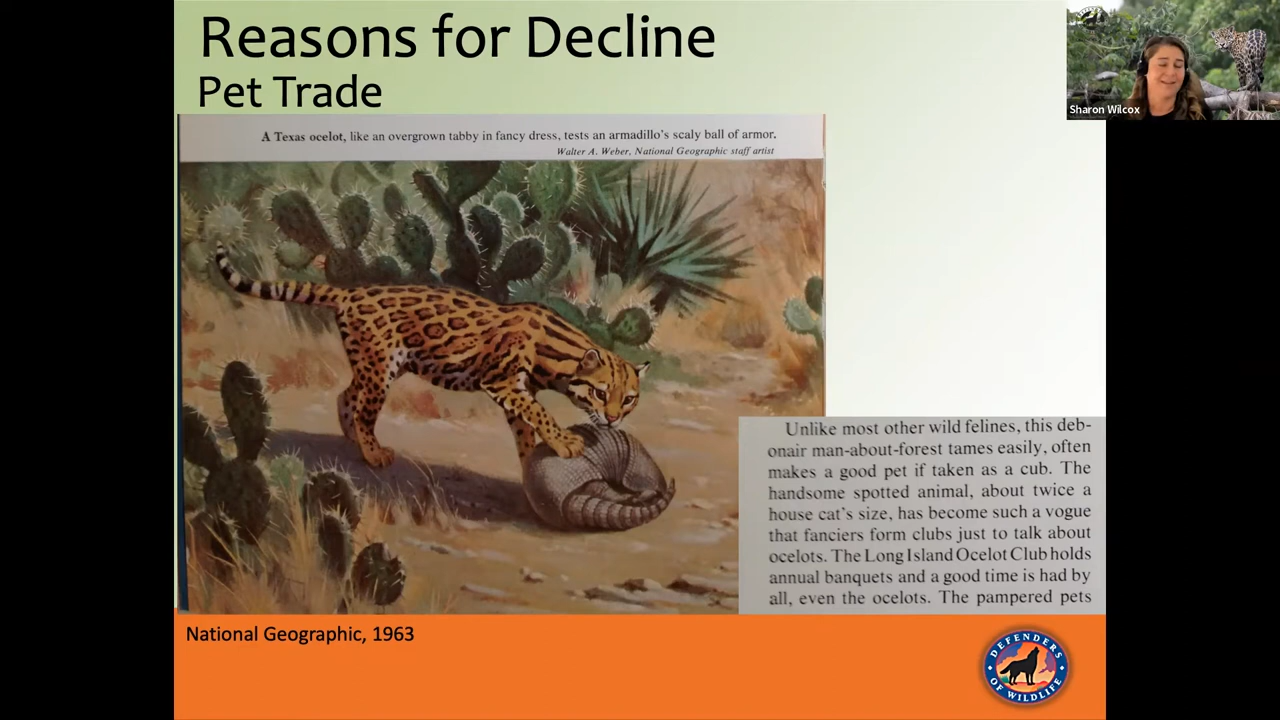 Reasons for Decline
Pet Trade
Sharon Wilcox
A Texas ocelot, like an overgrown tabby in fancy dress, tests an armadillo's scaly ball of armor.
Walter A. Weber, National Geographic staff artist
Unlike most other wild felines, this deb-
onair man-about-forest tames easily, often
makes a good pet if taken as a cub. The
handsome spotted animal, about twice a
house cat's size, has become such a vogue
that fanciers form clubs just to talk about
ocelots. The Long Island Ocelot Club holds
annual banquets and a good time is had by
all, even the ocelots. The pampered pets
National Geographic, 1963
DEFENDERS
OF WILDLIFE